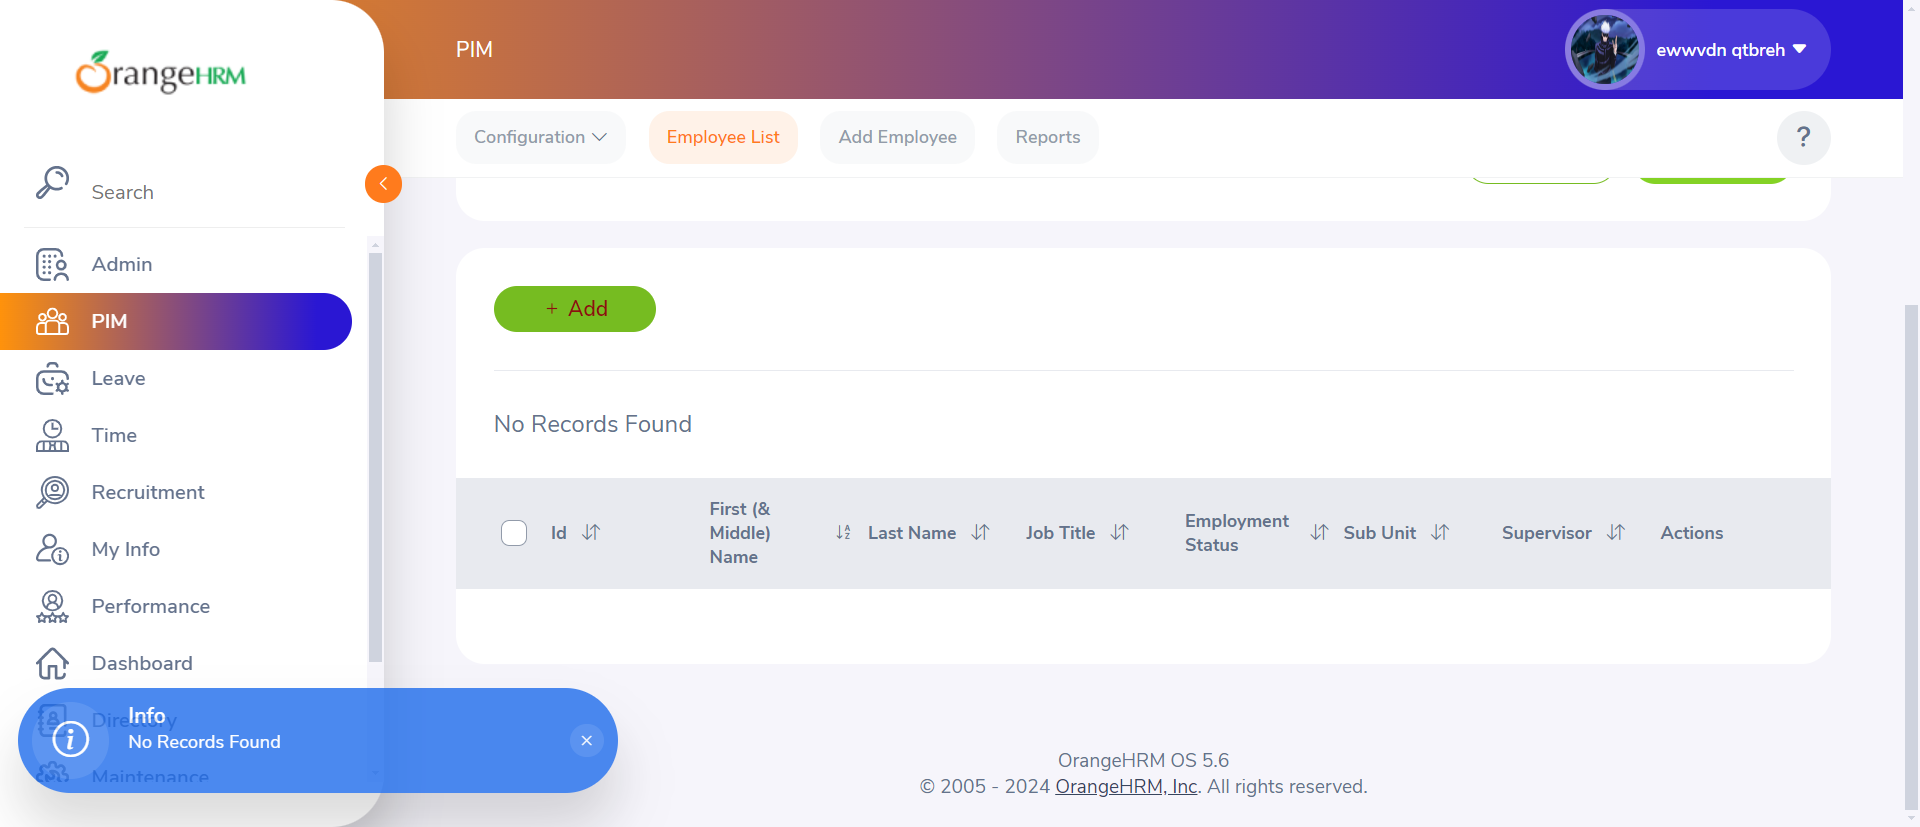 OrangeHRM
Search
Admin
PIM
Leave
Time
Recruitment
My Info
Performance
Dashboard
Directory
Maintenance
Info
No Records Found
PIM
ewwvdn qtbreh
Configuration
Employee List
Add Employee
Reports
?
+ Add
No Records Found
Id
First (&
Middle)
Name
Last Name
Job Title
Employment
Status
Sub Unit
Supervisor
Actions
OrangeHRM OS 5.6
© 2005 - 2024 OrangeHRM, Inc. All rights reserved.